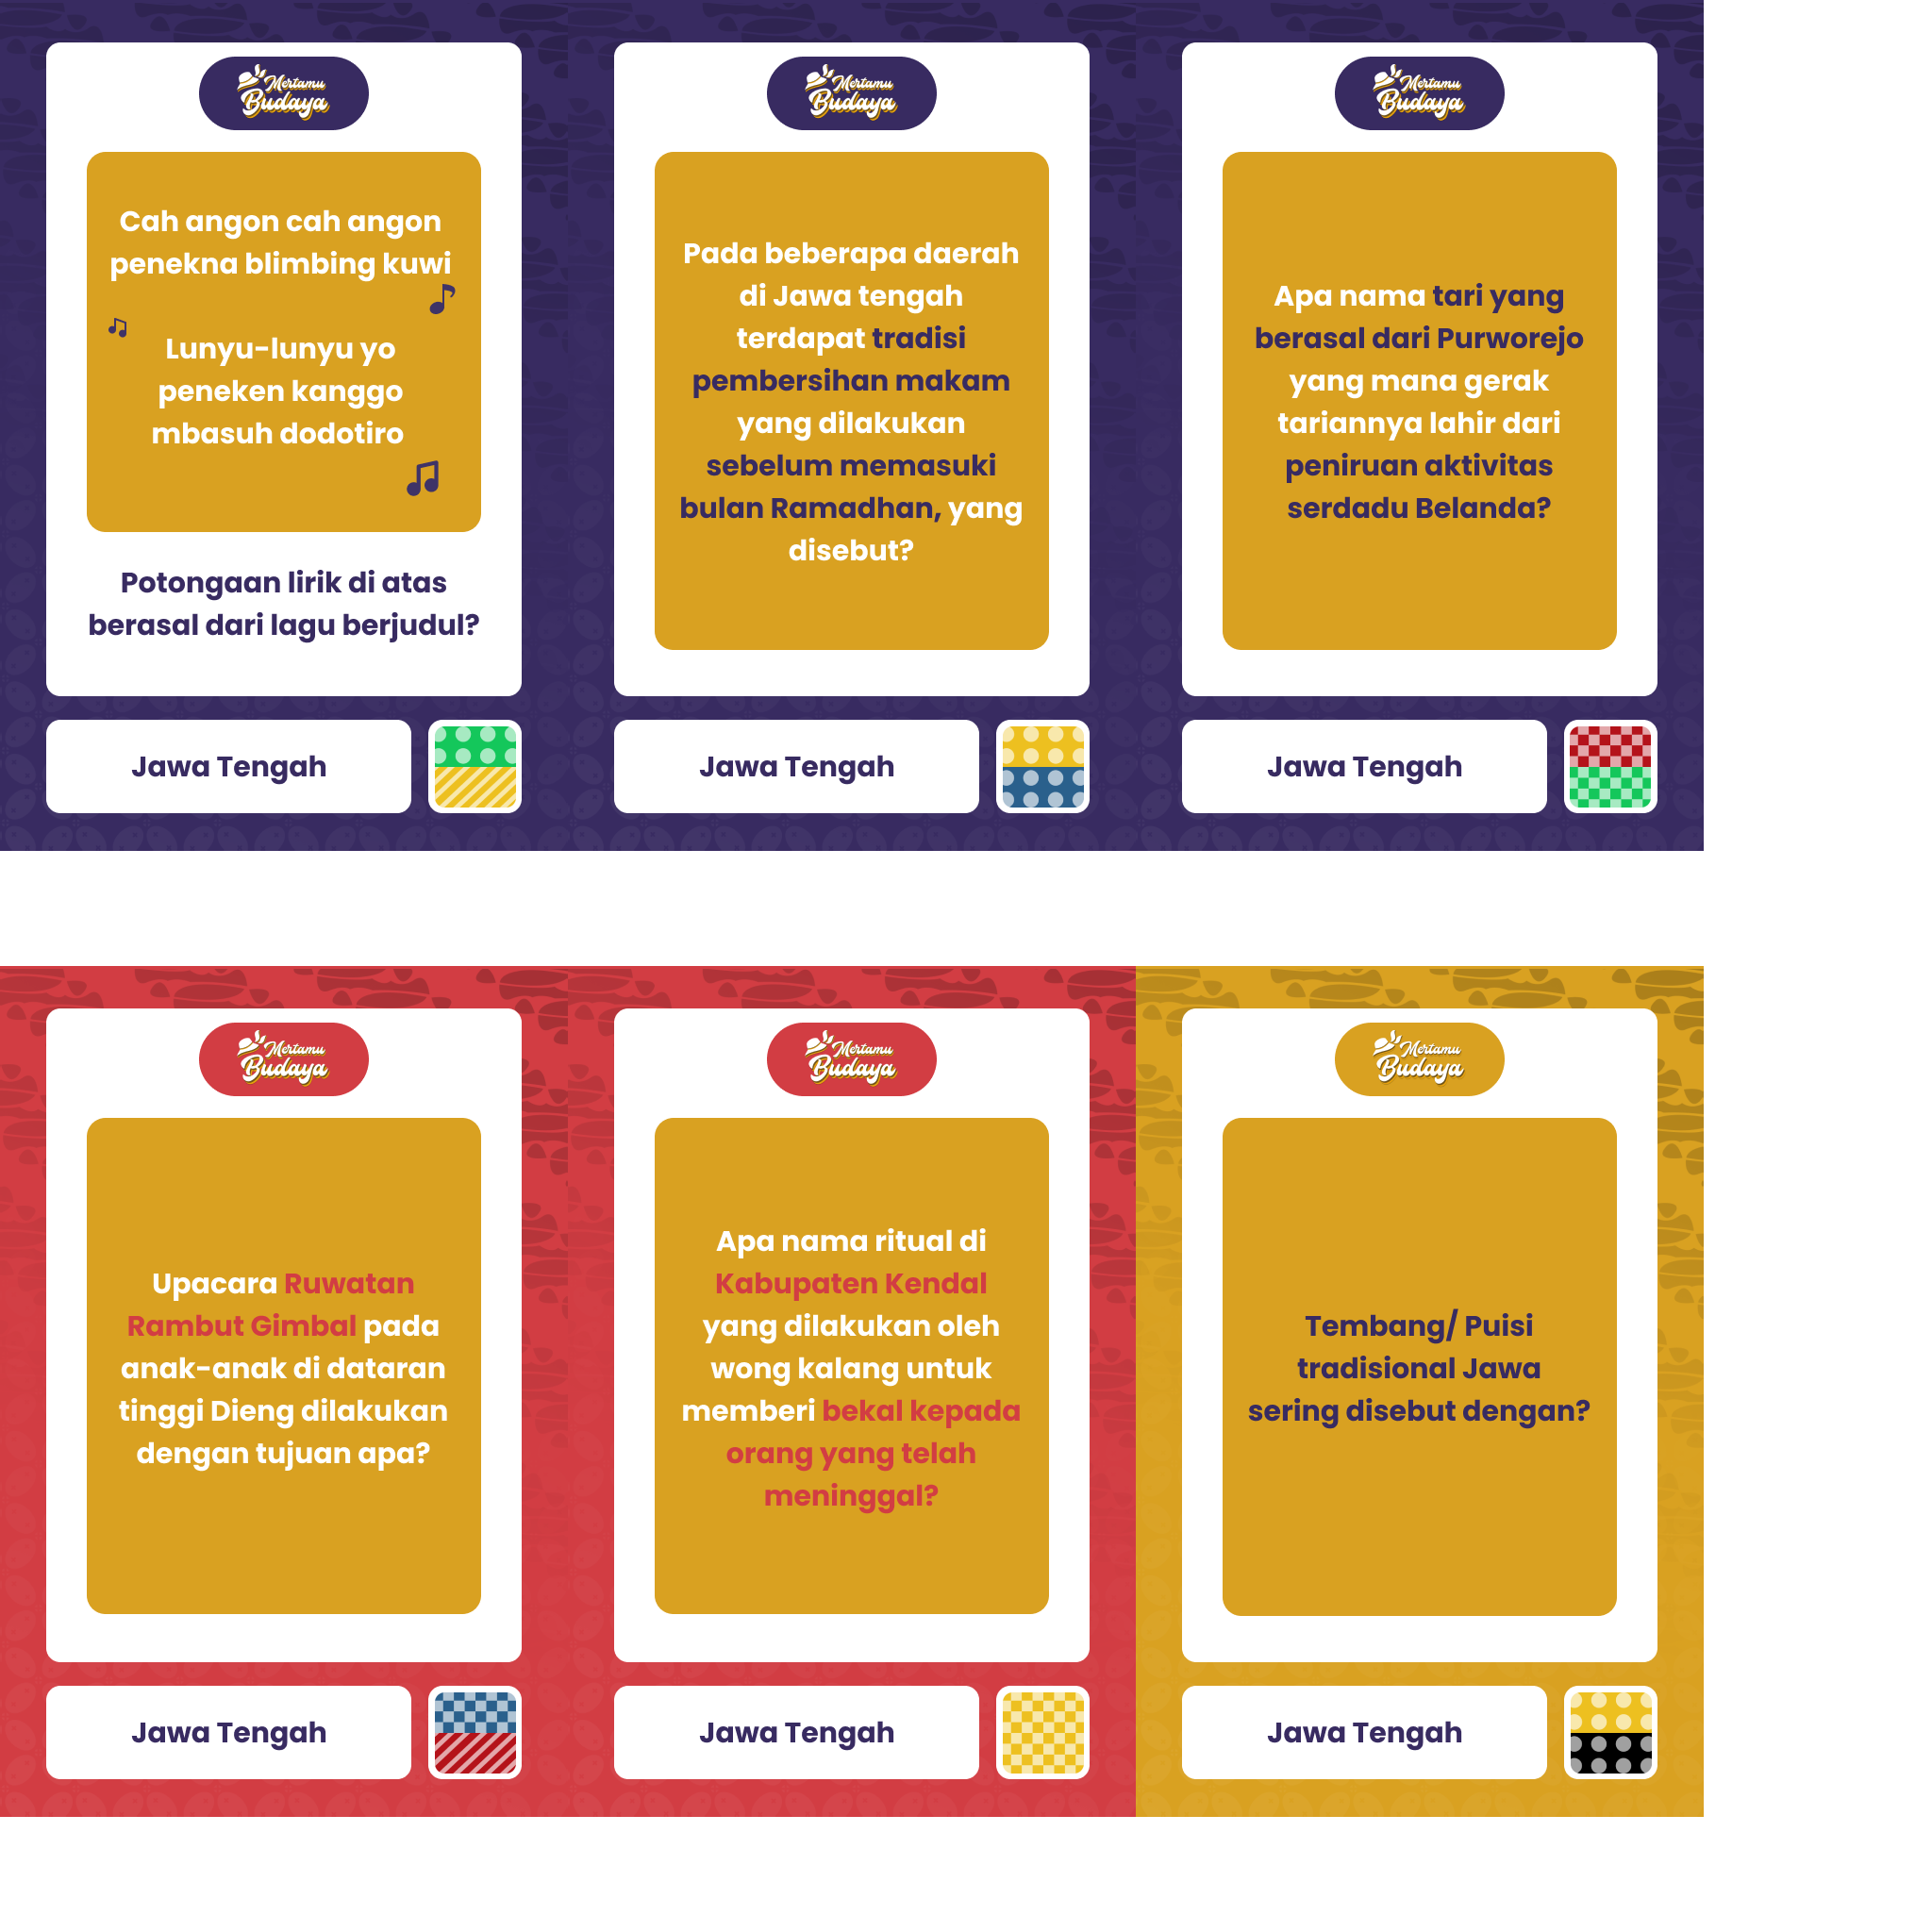 Mertamu
Budaya
Cah angon cah angon
penekna blimbing kuwi
Lunyu-lunyu yo
peneken kanggo
mbasuh dodotiro
Potongaan lirik di atas
berasal dari lagu berjudul?
Jawa Tengah
Mertamu
Budaya
Pada beberapa daerah
di Jawa tengah
terdapat tradisi
pembersihan makam
yang dilakukan
sebelum memasuki
bulan Ramadhan, yang
disebut?
Jawa Tengah
Mertamu
Budaya
Apa nama tari yang
berasal dari Purworejo
yang mana gerak
tariannya lahir dari
peniruan aktivitas
serdadu Belanda?
Jawa Tengah
Mertamu
Budaya
Upacara Ruwatan
Rambut Gimbal pada
anak-anak di dataran
tinggi Dieng dilakukan
dengan tujuan apa?
Jawa Tengah
Mertamu
Budaya
Apa nama ritual di
Kabupaten Kendal
yang dilakukan oleh
wong kalang untuk
memberi bekal kepada
orang yang telah
meninggal?
Jawa Tengah
Mertamu
Budaya
Tembang/ Puisi
tradisional Jawa
sering disebut dengan?
Jawa Tengah